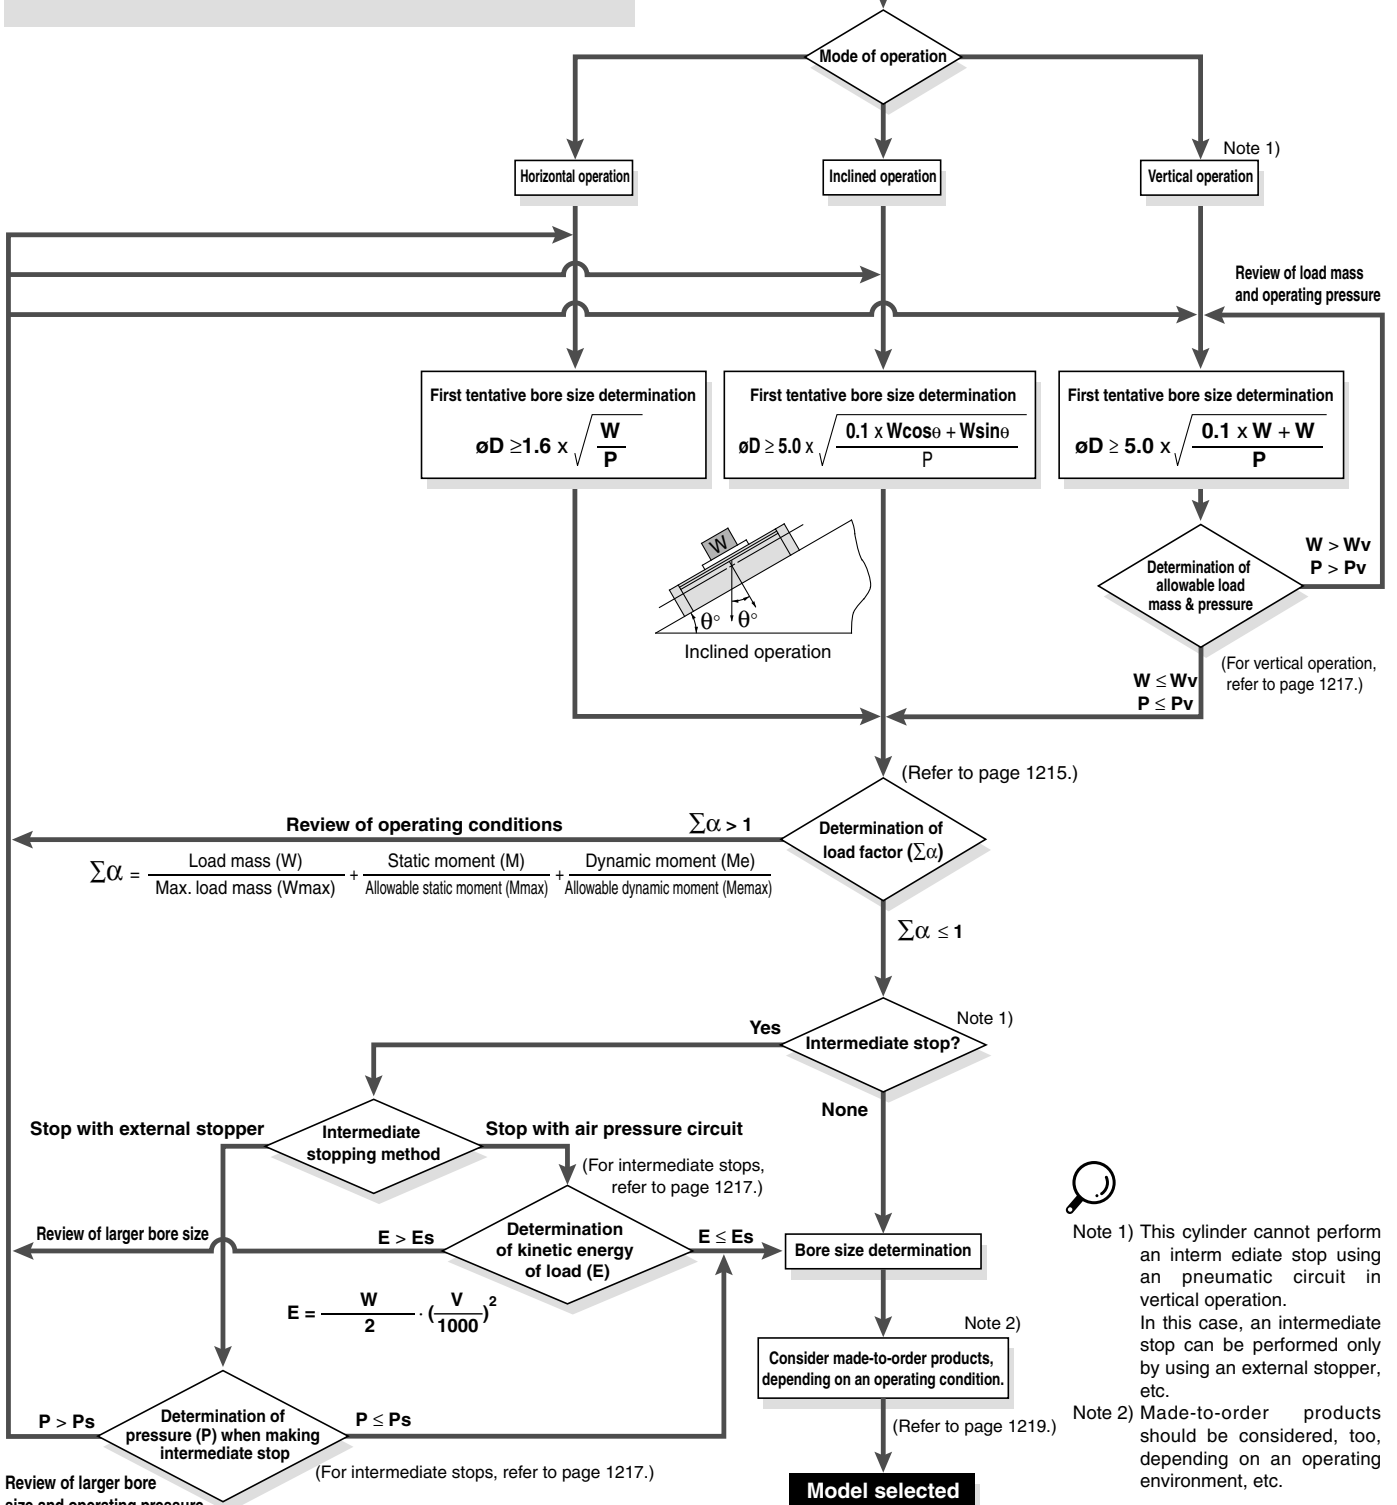 Mode of operation
Note 1)
Horizontal operation
Inclined operation
Vertical operation
Review of load mass
and operating pressure
First tentative bore size determination
øD ≥1.6 x √ W
P
First tentative bore size determination
øD ≥ 5.0 x √ 0.1 x Wcosθ + Wsinθ
P
First tentative bore size determination
øD ≥ 5.0 x √ 0.1 x W + W
P
W
θ° θ°
Inclined operation
Determination of
allowable load
mass & pressure
W > Wv
P > Pv
(For vertical operation,
refer to page 1217.)
W ≤ Wv
P ≤ Pv
(Refer to page 1215.)
Determination of
load factor (∑α)
Review of operating conditions
∑α > 1
∑α = Load mass (W) + Static moment (M) + Dynamic moment (Me)
Max. load mass (Wmax) Allowable static moment (Mmax) Allowable dynamic moment (Memax)
∑α ≤ 1
Note 1)
Yes
Intermediate stop?
None
Stop with external stopper
Intermediate
stopping method
Stop with air pressure circuit
(For intermediate stops,
refer to page 1217.)
Review of larger bore size
E > Es
Determination
of kinetic energy
of load (E)
E ≤ Es
Bore size determination
E = W/2 · (V/1000)²
Note 2)
Consider made-to-order products,
depending on an operating condition.
(Refer to page 1219.)
P > Ps
Determination of
pressure (P) when making
intermediate stop
P ≤ Ps
(For intermediate stops, refer to page 1217.)
Review of larger bore
size and operating pressure
Model selected
Note 1) This cylinder cannot perform
an interm ediate stop using
an pneumatic circuit in
vertical operation.
In this case, an intermediate
stop can be performed only
by using an external stopper,
etc.
Note 2) Made-to-order products
should be considered, too,
depending on an operating
environment, etc.